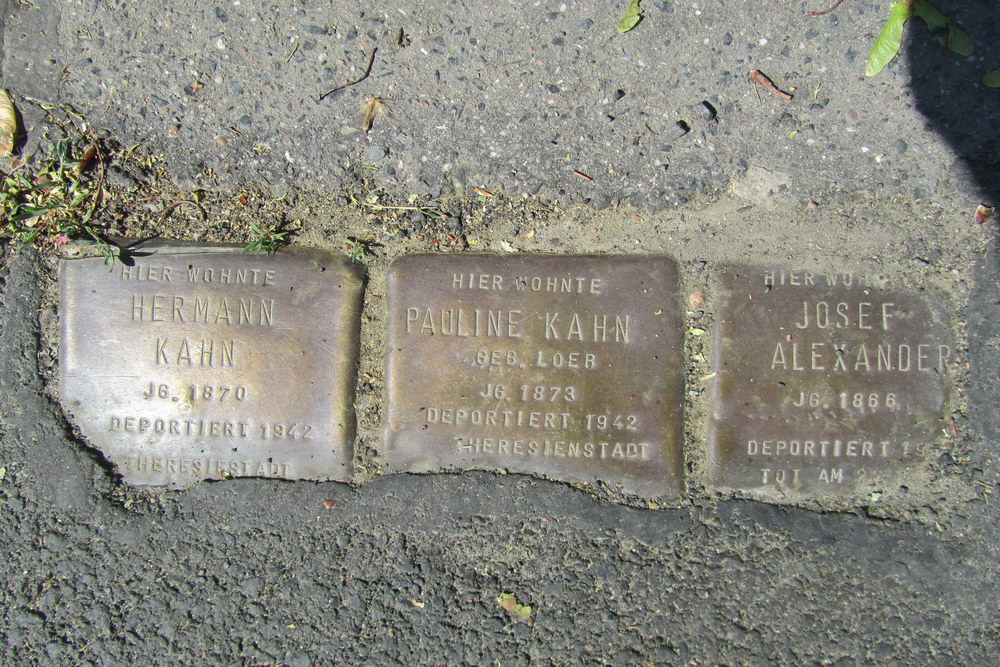 HIER WOHNTE
HERMANN
KAHN
JG. 1870
DEPORTIERT 1942
THERESIENSTADT
HIER WOHNTE
PAULINE KAHN
GEB. LOEB
JG. 1873
DEPORTIERT 1942
THERESIENSTADT
HIER
JOSEF
ALEXANDER
JG. 1866
DEPORTIERT
TOT AM